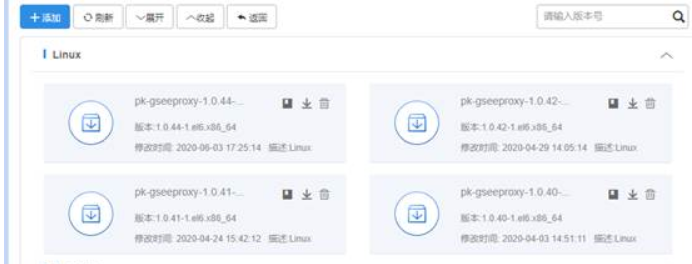 +添加 刷新 展开 收起 返回 请输入版本号
Linux
pk-gseeproxy-1.0.44-...
版本:1.0.44-1.el6.x86_64
修改时间: 2020-06-03 17:25:14 描述:Linux
pk-gseeproxy-1.0.42-...
版本:1.0.42-1.el6.x86_64
修改时间: 2020-04-29 14:05:14 描述:Linux
pk-gseeproxy-1.0.41-...
版本:1.0.41-1.el6.x86_64
修改时间: 2020-04-24 15:42:12 描述:Linux
pk-gseeproxy-1.0.40-...
版本:1.0.40-1.el6.x86_64
修改时间: 2020-04-03 14:51:11 描述:Linux